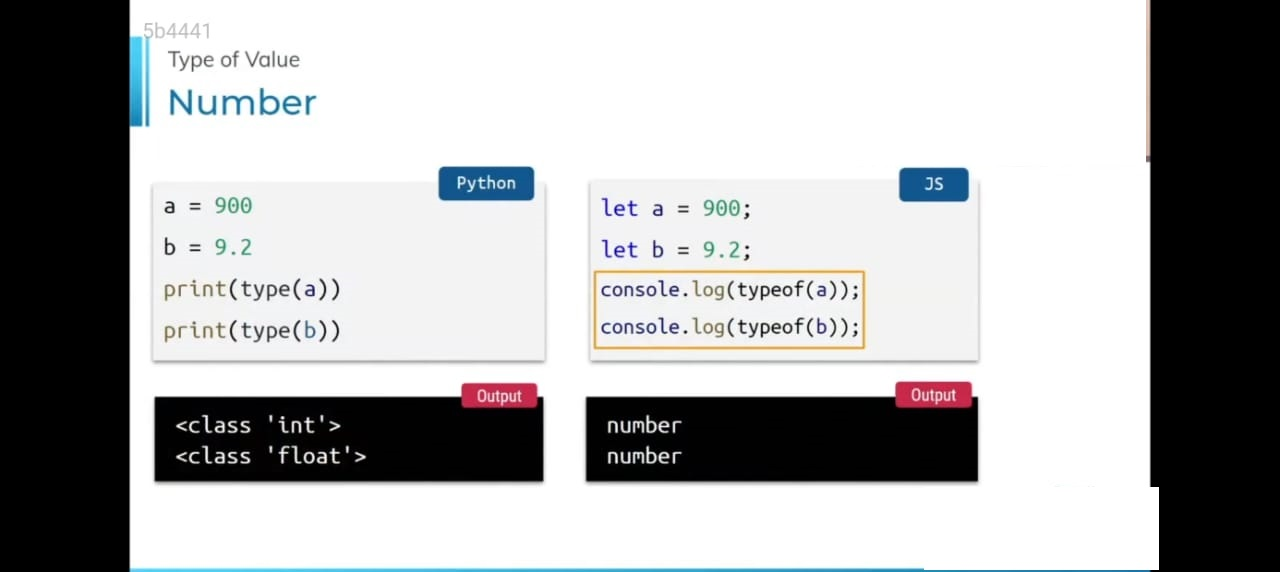 5b4441
Type of Value
Number
Python
a = 900
b = 9.2
print(type(a))
print(type(b))
Output
<class 'int'>
<class 'float'>
JS
let a = 900;
let b = 9.2;
console.log(typeof(a));
console.log(typeof(b));
Output
number
number